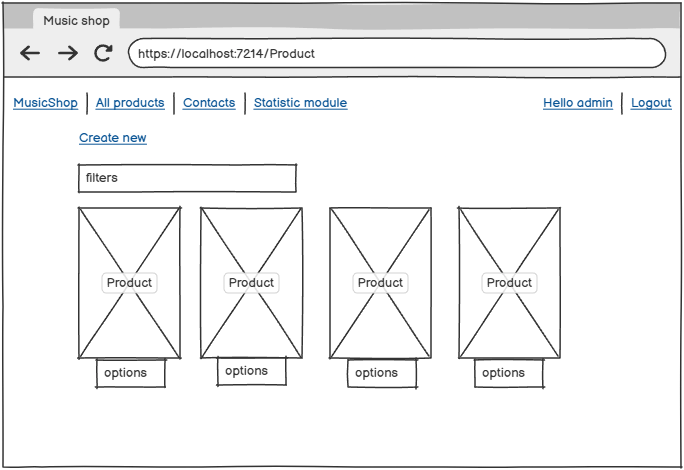 Music shop
https://localhost:7214/Product
MusicShop All products Contacts Statistic module Hello admin Logout
Create new
filters
Product Product Product Product
options options options options